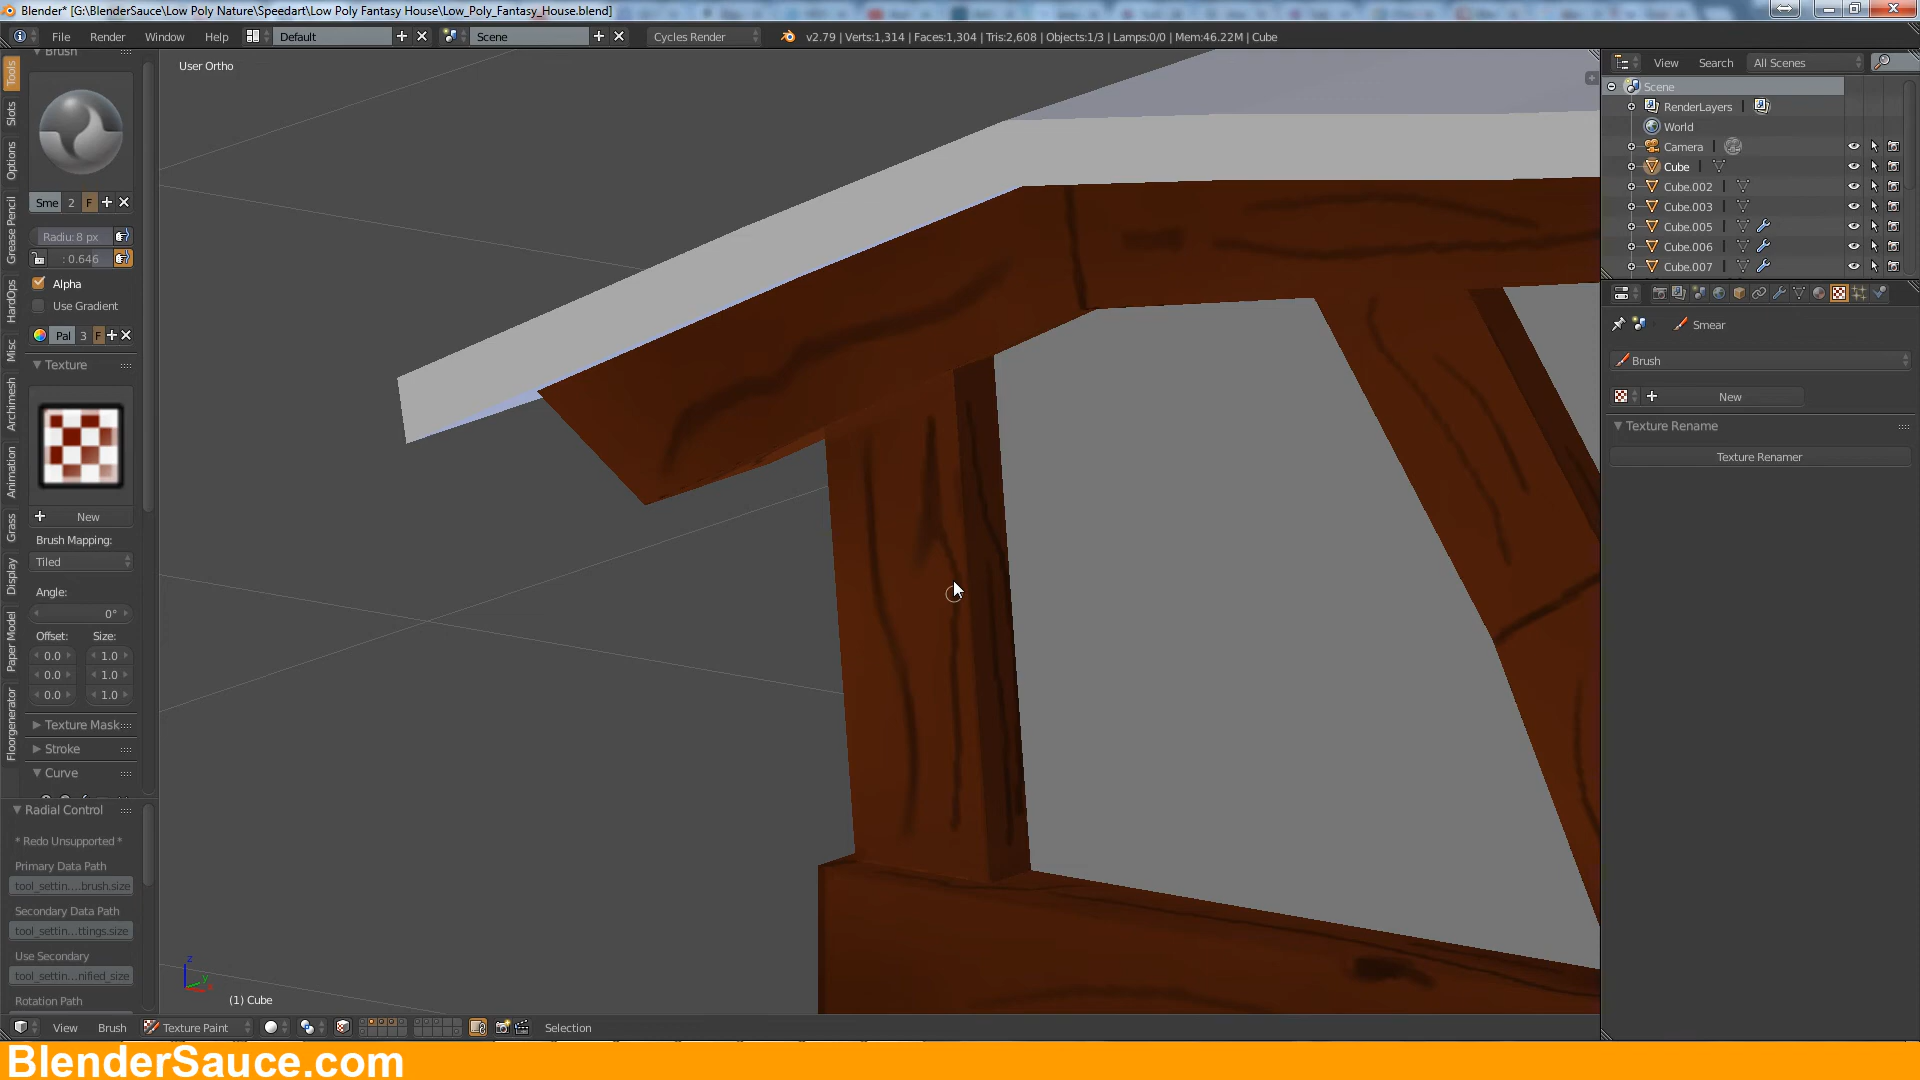 Blender* [G:\BlenderSauce\Low Poly Nature\Speedart\Low Poly Fantasy House\Low_Poly_Fantasy_House.blend]
File Render Window Help Default Scene Cycles Render v2.79 | Verts:1,314 | Faces:1,304 | Tris:2,608 | Objects:1/3 | Lamps:0/0 | Mem:46.22M | Cube
Brush
User Ortho
View Search All Scenes
Scene
RenderLayers
World
Camera
Cube
Cube.002
Cube.003
Cube.005
Cube.006
Cube.007
Smear
Brush
New
Texture Rename
Texture Renamer
Tools
Slots
Options
Grease Pencil
HardOps
Misc
Archimesh
Animation
Grass
Display
Paper Model
Floorgenerator
Sme 2 F
Radiu: 8 px
: 0.646
Alpha
Use Gradient
Pal 3 F
Texture
New
Brush Mapping:
Tiled
Angle:
0°
Offset: Size:
0.0 1.0
0.0 1.0
0.0 1.0
Texture Mask
Stroke
Curve
Radial Control
* Redo Unsupported *
Primary Data Path
tool_settin....brush.size
Secondary Data Path
tool_settin...ttings.size
Use Secondary
tool_settin...nified_size
Rotation Path
z
y
(1) Cube
View Brush Texture Paint Selection
BlenderSauce.com